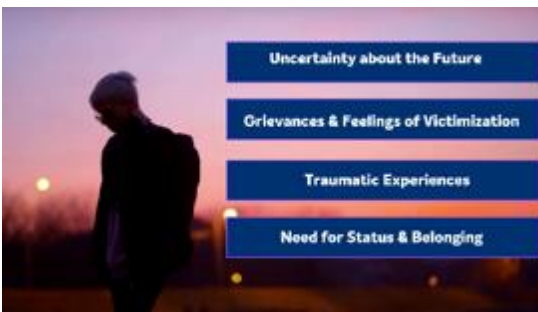 Uncertainty about the Future
Grievances & Feelings of Victimization
Traumatic Experiences
Need for Status & Belonging